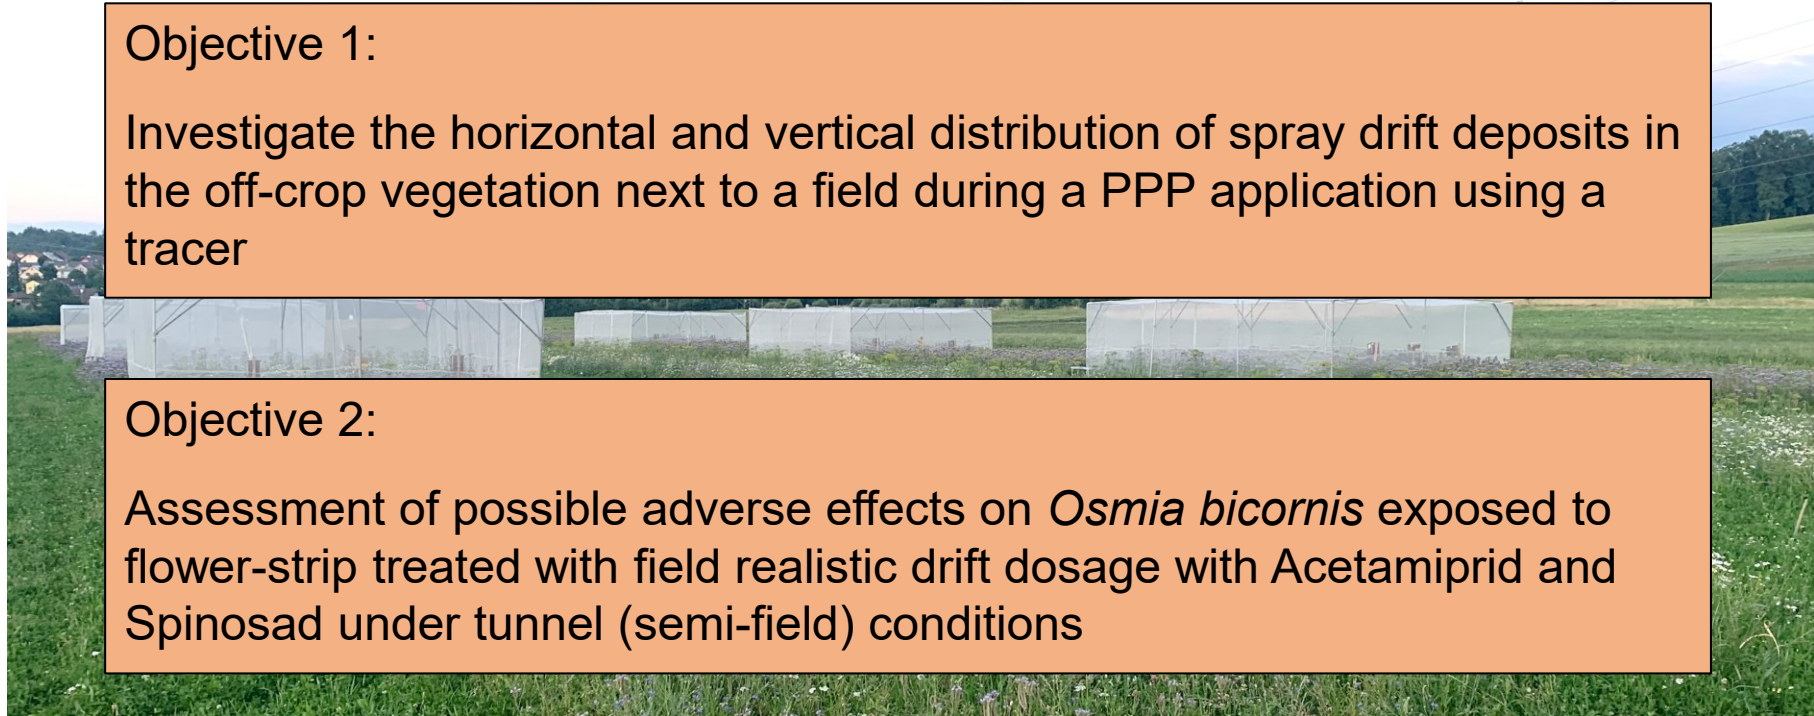 Objective 1:
Investigate the horizontal and vertical distribution of spray drift deposits in
the off-crop vegetation next to a field during a PPP application using a
tracer
Objective 2:
Assessment of possible adverse effects on Osmia bicornis exposed to
flower-strip treated with field realistic drift dosage with Acetamiprid and
Spinosad under tunnel (semi-field) conditions